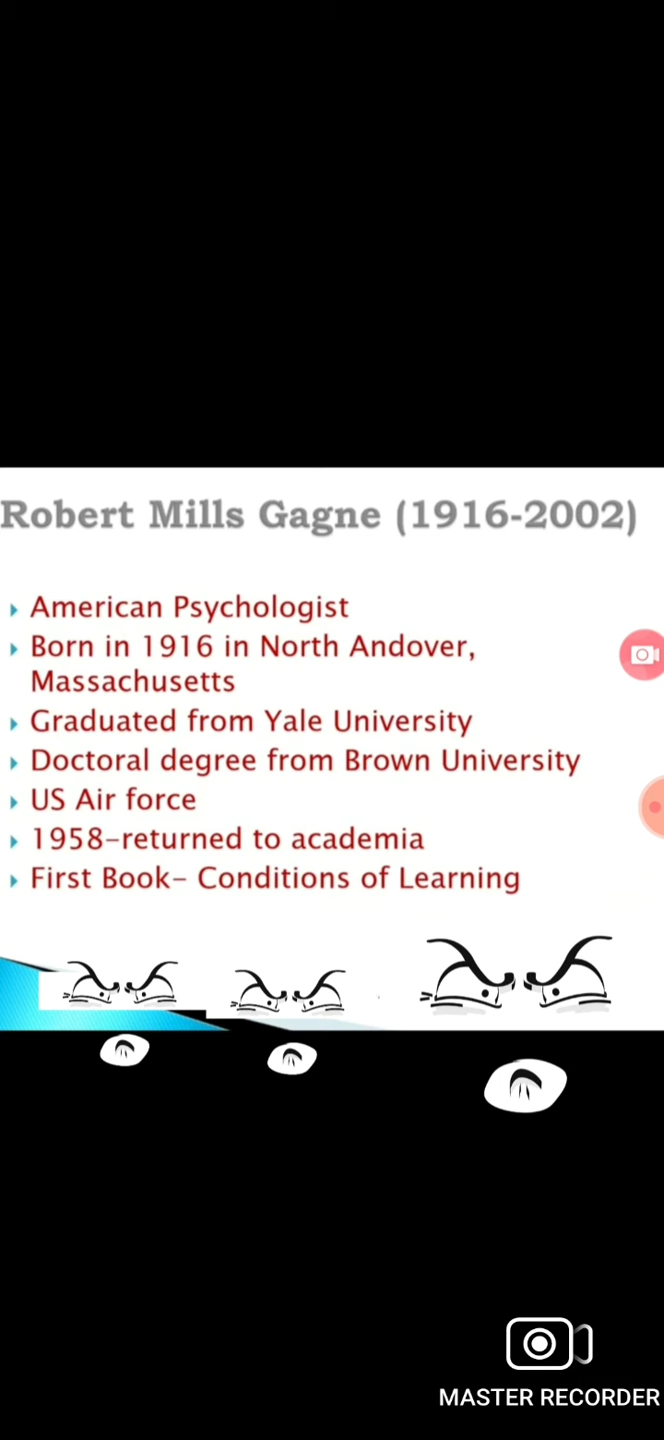 Robert Mills Gagne (1916-2002)
American Psychologist
Born in 1916 in North Andover,
Massachusetts
Graduated from Yale University
Doctoral degree from Brown University
US Air force
1958-returned to academia
First Book- Conditions of Learning
MASTER RECORDER